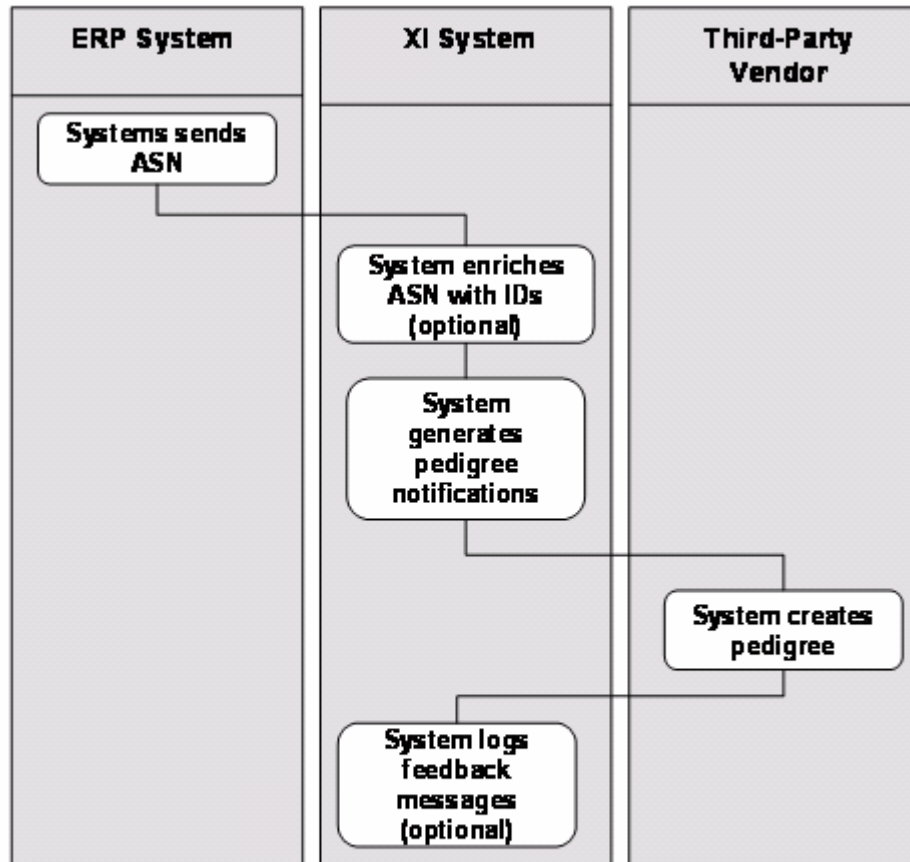 ERP System
XI System
Third-Party
Vendor
Systems sends
ASN
System enriches
ASN with IDs
(optional)
System
generates
pedigree
notifications
System creates
pedigree
System logs
feedback
messages
(optional)